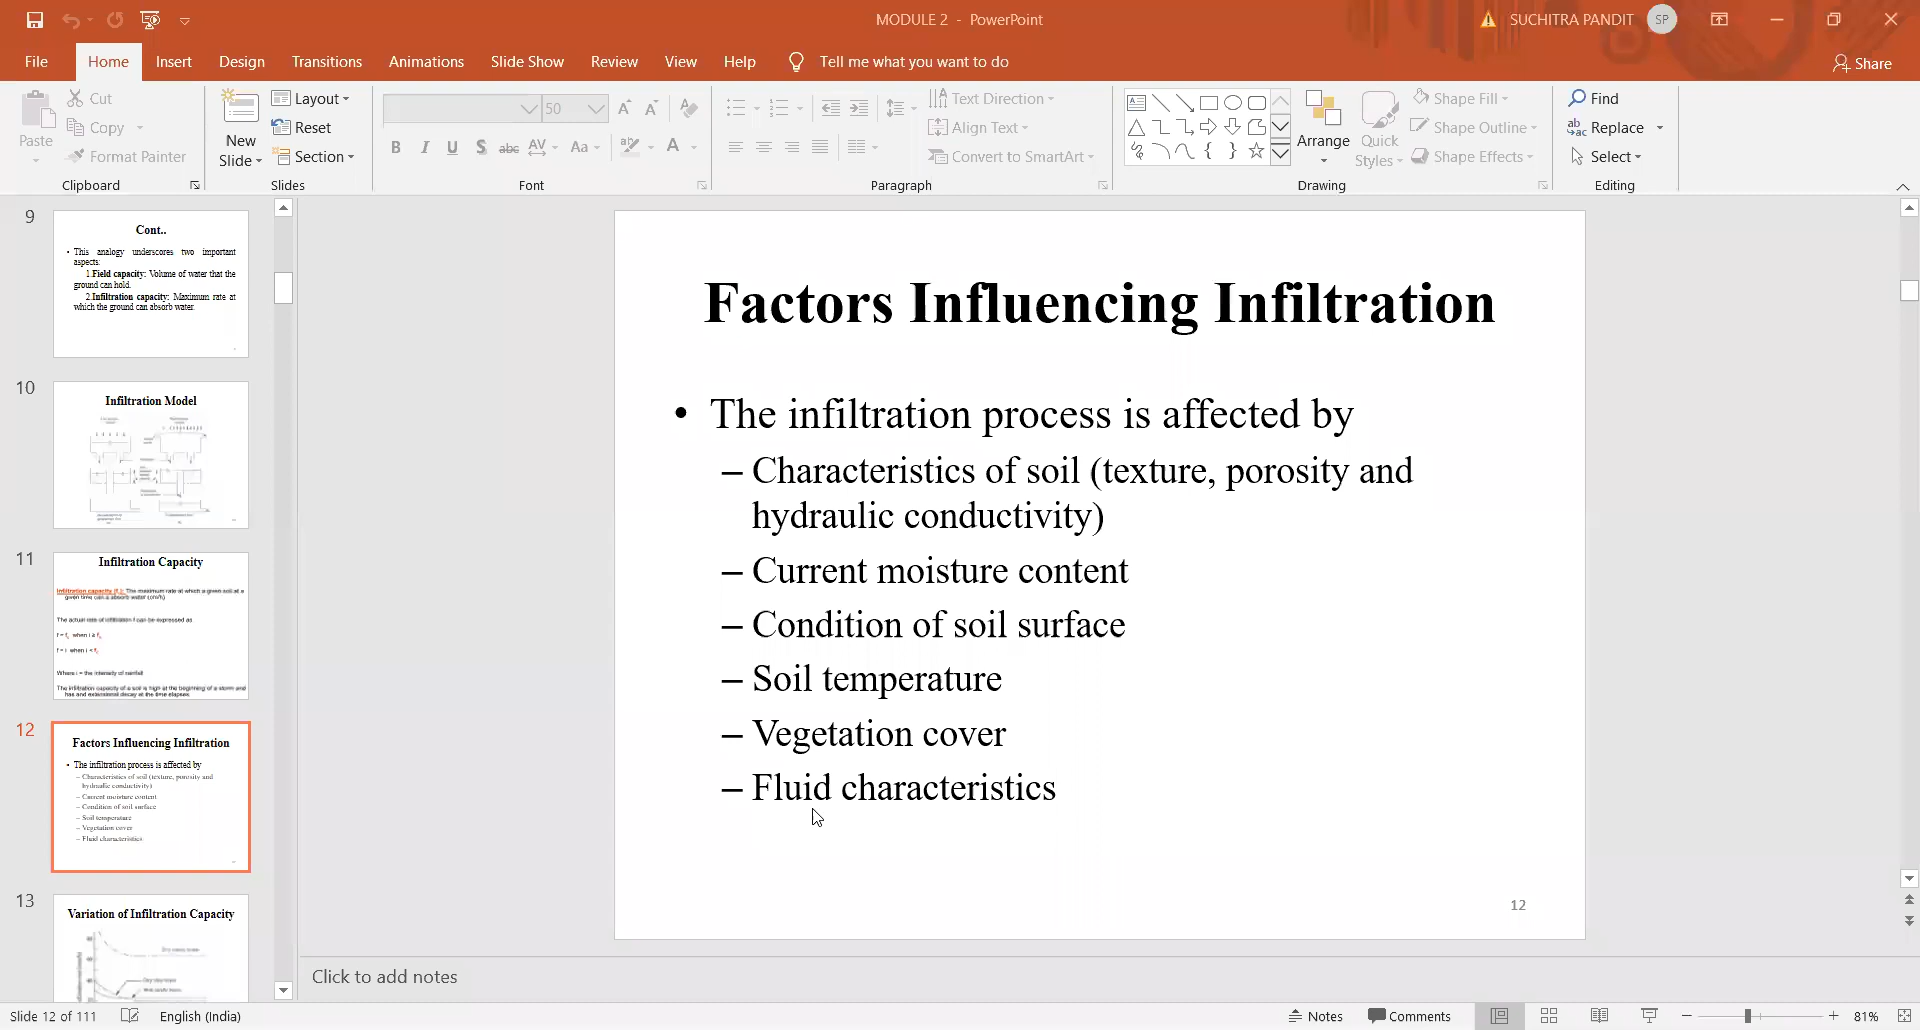 MODULE 2 - PowerPoint
SUCHITRA PANDIT
SP
File
Home
Insert
Design
Transitions
Animations
Slide Show
Review
View
Help
Tell me what you want to do
Share
Paste
Cut
Copy
Format Painter
Clipboard
New
Slide
Layout
Reset
Section
Slides
50
B I U S abc AV Aa A
Font
Text Direction
Align Text
Convert to SmartArt
Paragraph
Arrange
Quick
Styles
Shape Fill
Shape Outline
Shape Effects
Drawing
Find
Replace
Select
Editing
9
Cont..
• This analogy underscores two important
aspects:
1.Field capacity: Volume of water that the
ground can hold.
2.Infiltration capacity: Maximum rate at
which the ground can absorb water.
10
Infiltration Model
11
Infiltration Capacity
Infiltration capacity (fc): The maximum rate at which a given soil at a
given time can absorb water (cm/h)
The actual rate of infiltration f can be expressed as
f = fc when i ≥ fc
f = i when i < fc
Where i = the intensity of rainfall
The infiltration capacity of a soil is high at the beginning of a storm and
has and exponential decay at the time elapses.
12
Factors Influencing Infiltration
• The infiltration process is affected by
– Characteristics of soil (texture, porosity and
hydraulic conductivity)
– Current moisture content
– Condition of soil surface
– Soil temperature
– Vegetation cover
– Fluid characteristics
13
Variation of Infiltration Capacity
Factors Influencing Infiltration
• The infiltration process is affected by
– Characteristics of soil (texture, porosity and
hydraulic conductivity)
– Current moisture content
– Condition of soil surface
– Soil temperature
– Vegetation cover
– Fluid characteristics
12
Click to add notes
Slide 12 of 111
English (India)
Notes
Comments
81%